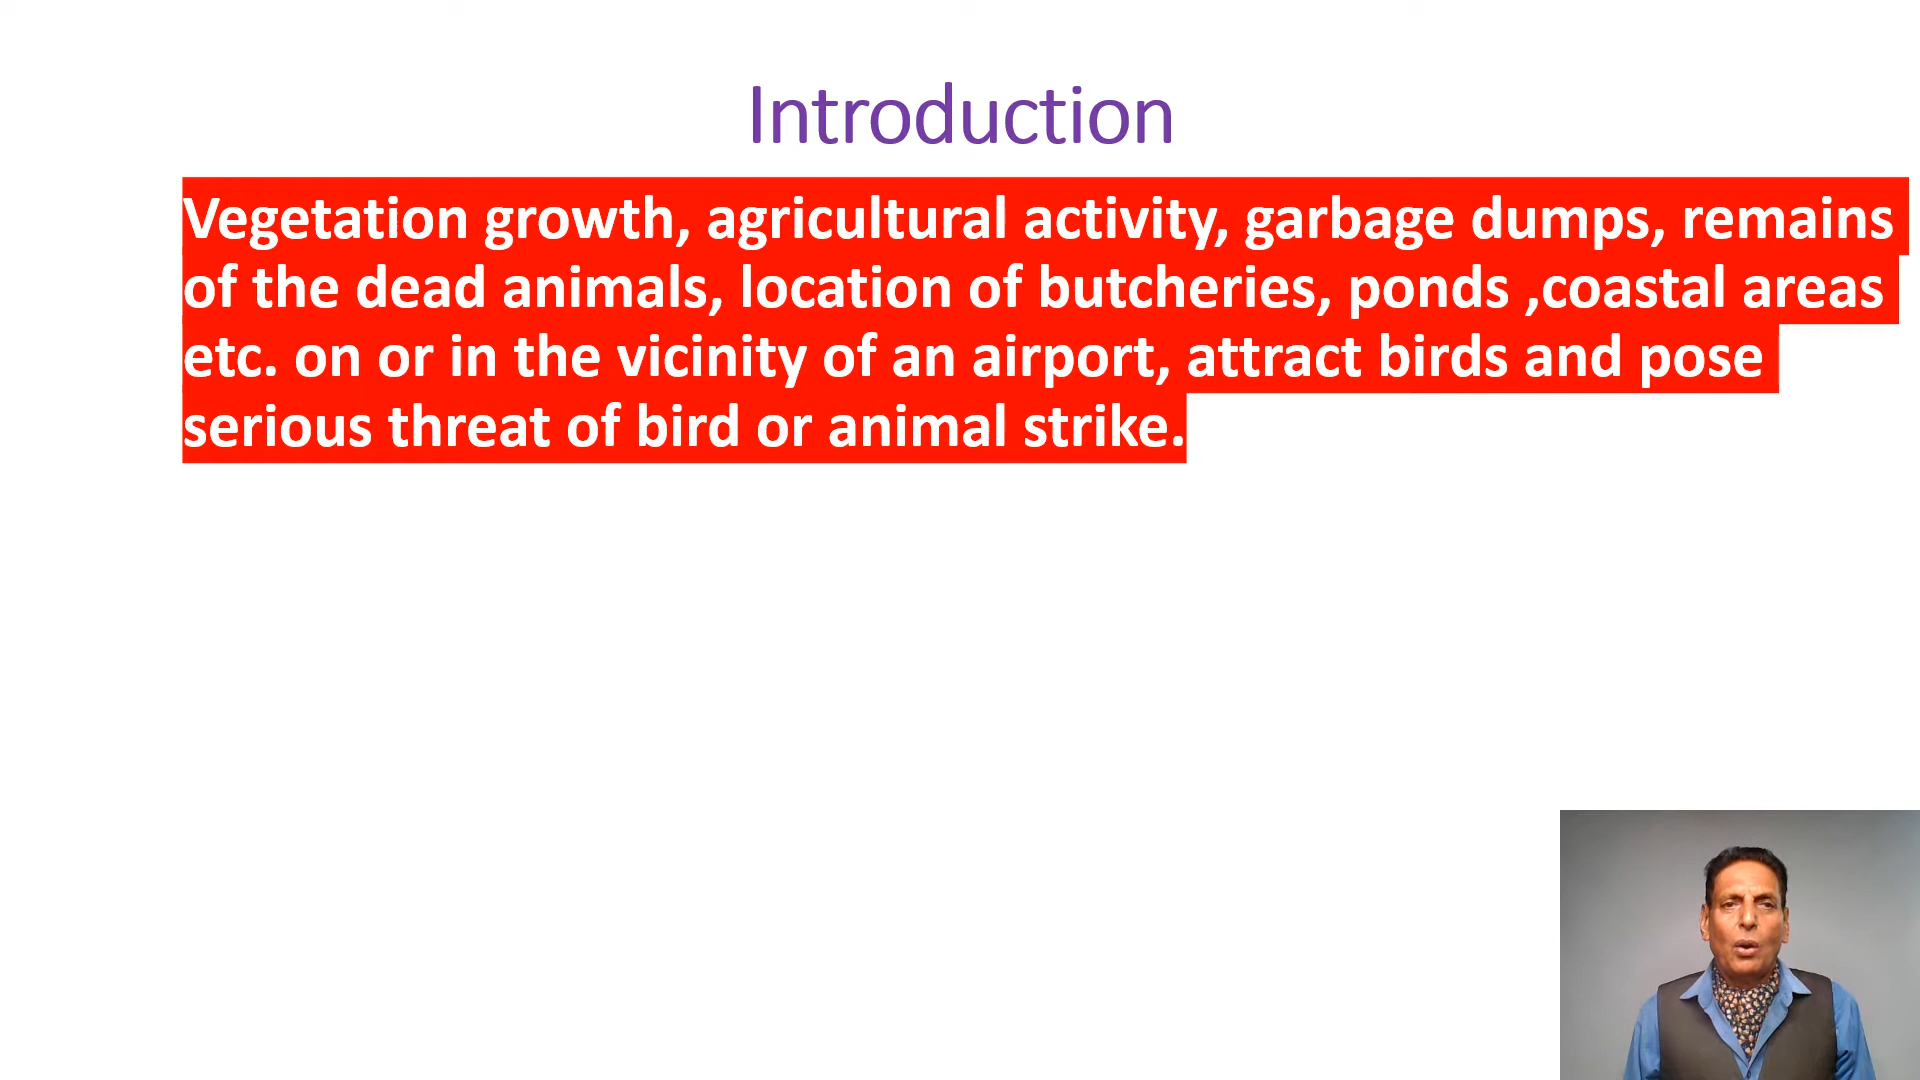 Introduction
Vegetation growth, agricultural activity, garbage dumps, remains
of the dead animals, location of butcheries, ponds ,coastal areas
etc. on or in the vicinity of an airport, attract birds and pose
serious threat of bird or animal strike.